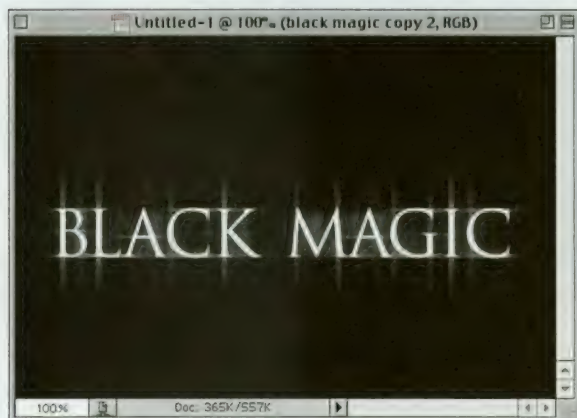 Untitled-1 @ 100% (black magic copy 2, RGB)
BLACK MAGIC
100%
Doc: 365K/557K